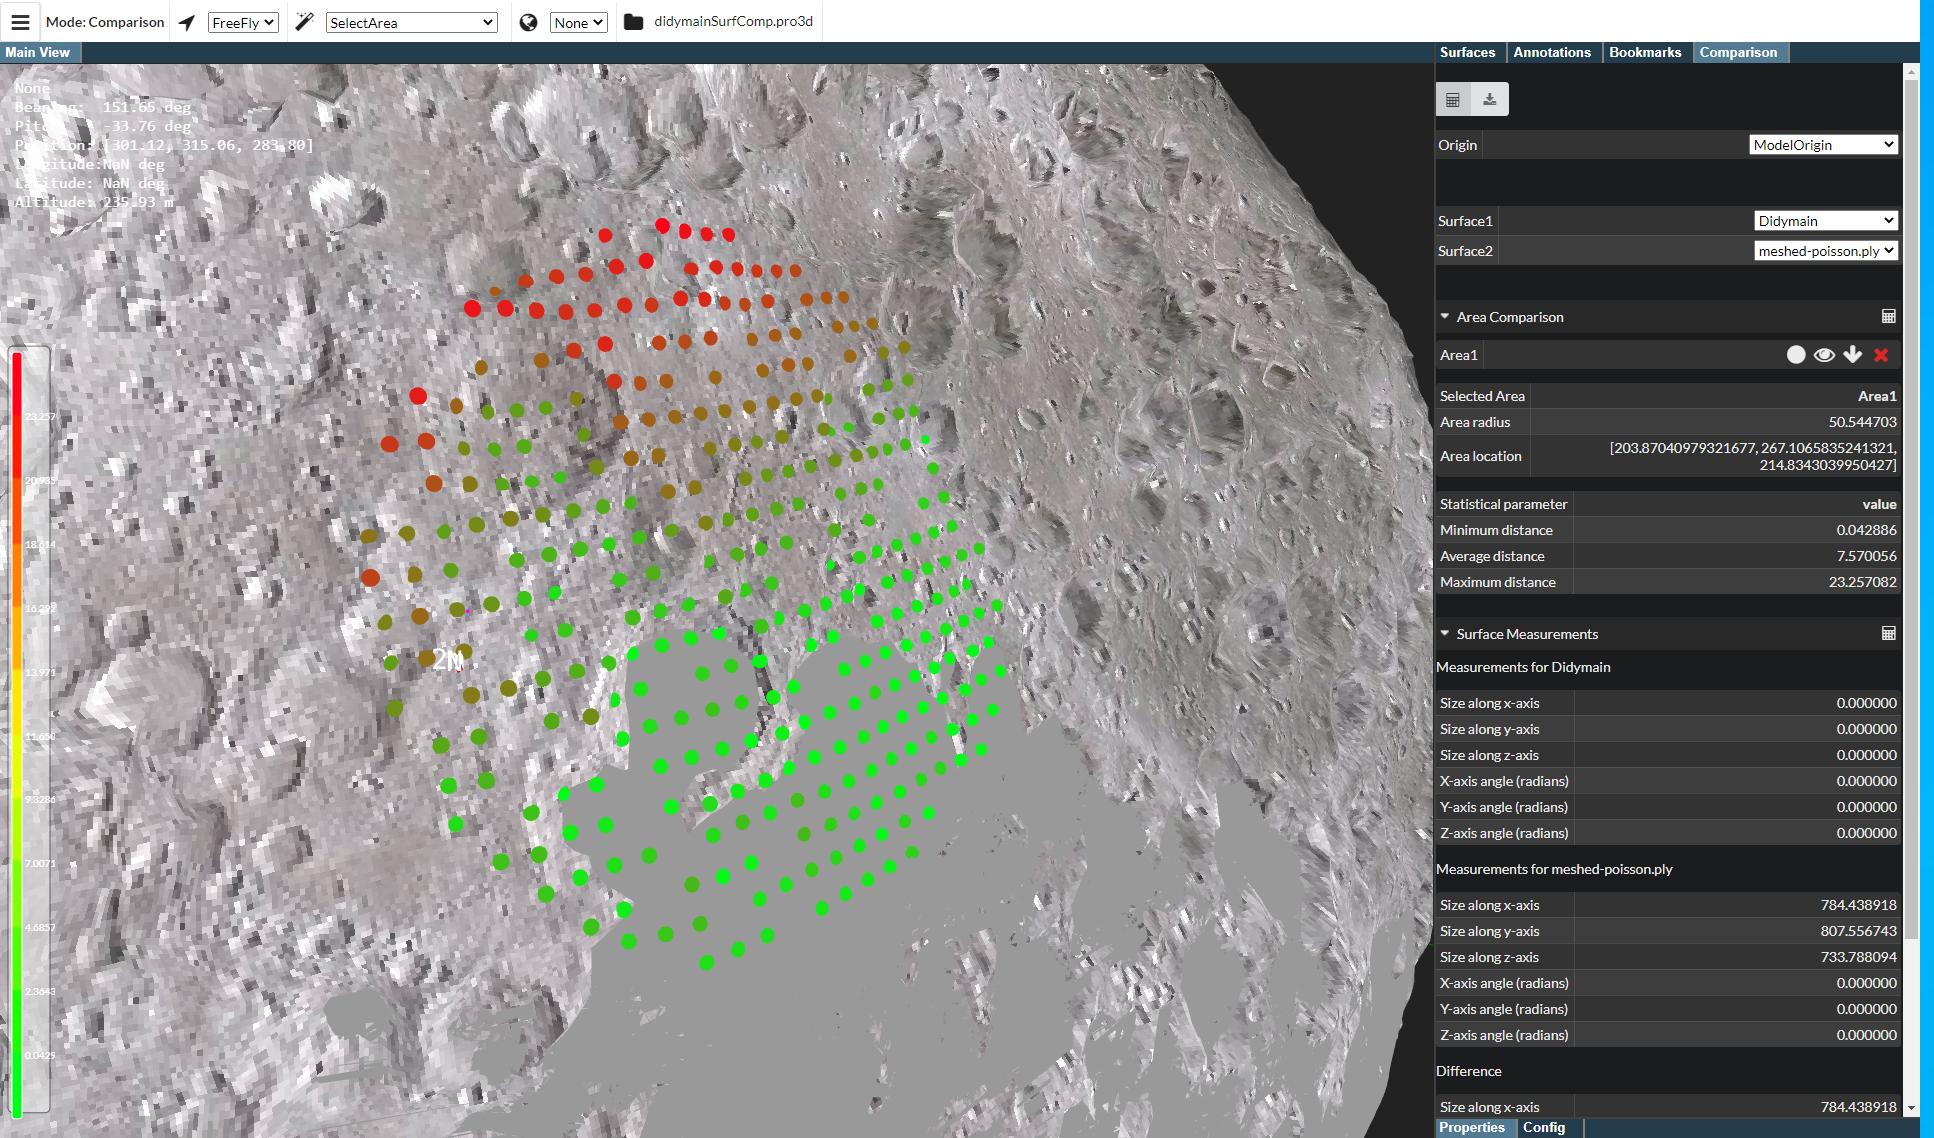 Mode: Comparison FreeFly SelectArea None didymainSurfComp.pro3d
Main View
Surfaces Annotations Bookmarks Comparison
None
Bearing: 151.65 deg
Pitch: -33.76 deg
Position: [301.12, 315.06, 283.80]
Longitude:NaN deg
Latitude: NaN deg
Altitude: 235.93 m
23.257
20.935
18.614
16.292
13.971
11.650
9.3286
7.0071
4.6857
2.3643
0.0429
Origin ModelOrigin
Surface1 Didymain
Surface2 meshed-poisson.ply
Area Comparison
Area1
Selected Area Area1
Area radius 50.544703
Area location [203.87040979321677, 267.1065835241321,
214.8343039950427]
Statistical parameter value
Minimum distance 0.042886
Average distance 7.570056
Maximum distance 23.257082
Surface Measurements
Measurements for Didymain
Size along x-axis 0.000000
Size along y-axis 0.000000
Size along z-axis 0.000000
X-axis angle (radians) 0.000000
Y-axis angle (radians) 0.000000
Z-axis angle (radians) 0.000000
Measurements for meshed-poisson.ply
Size along x-axis 784.438918
Size along y-axis 807.556743
Size along z-axis 733.788094
X-axis angle (radians) 0.000000
Y-axis angle (radians) 0.000000
Z-axis angle (radians) 0.000000
Difference
Size along x-axis 784.438918
Properties Config